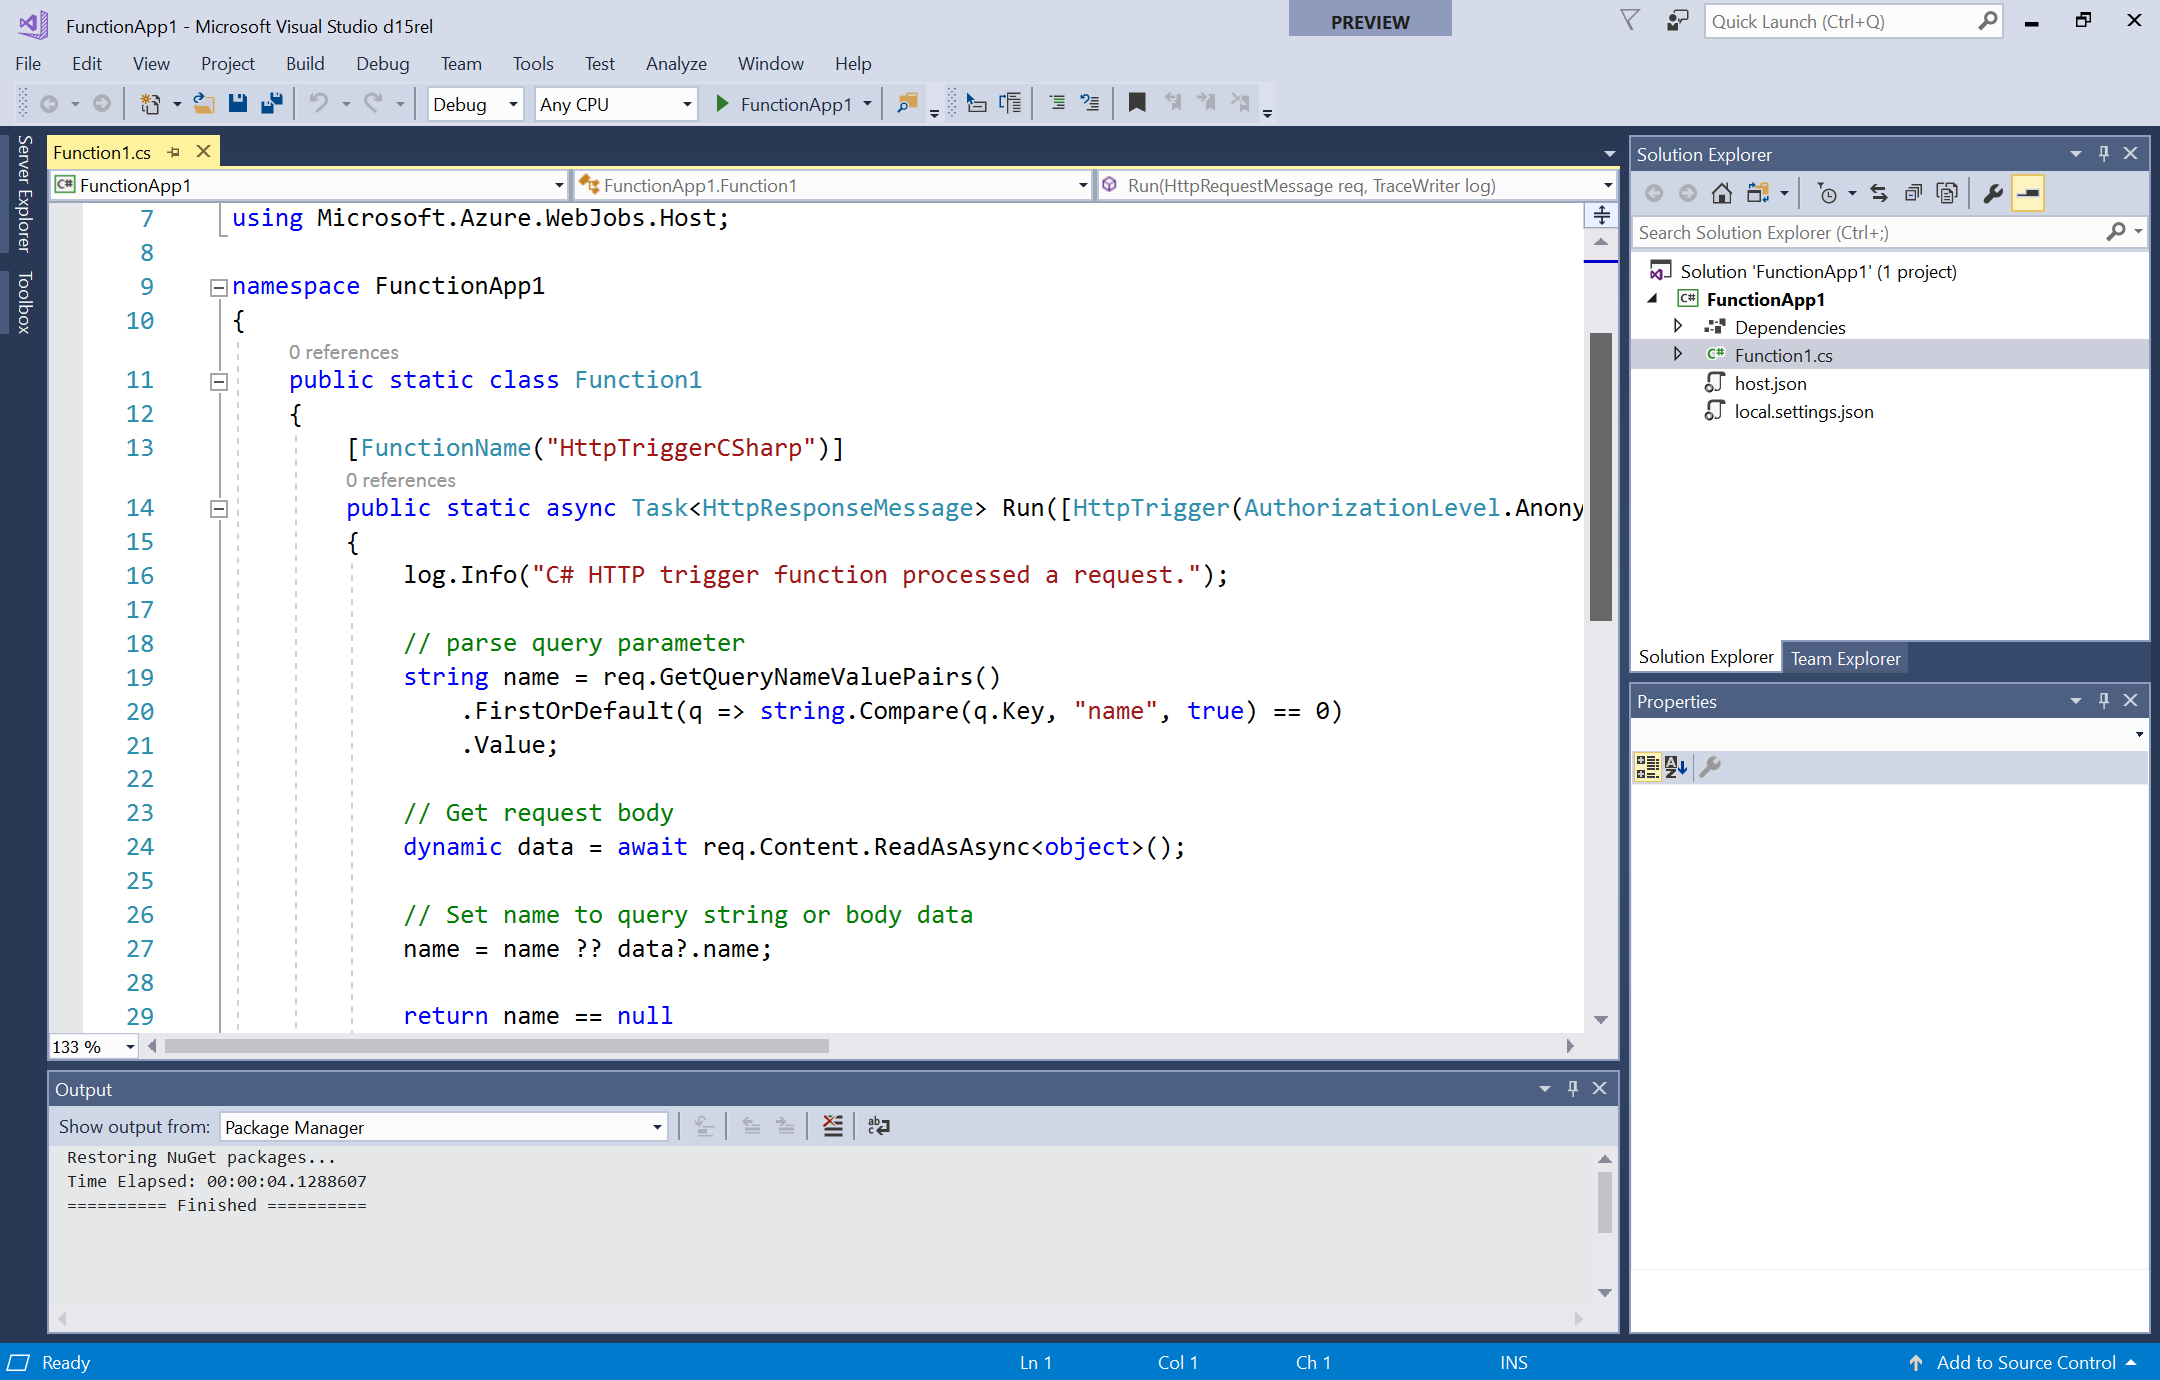 FunctionApp1 - Microsoft Visual Studio d15rel
PREVIEW
Quick Launch (Ctrl+Q)
File Edit View Project Build Debug Team Tools Test Analyze Window Help
Debug Any CPU FunctionApp1
Server Explorer
Toolbox
Function1.cs
FunctionApp1 FunctionApp1.Function1 Run(HttpRequestMessage req, TraceWriter log)
7 using Microsoft.Azure.WebJobs.Host;
8
9 namespace FunctionApp1
10 {
0 references
11 public static class Function1
12 {
13 [FunctionName("HttpTriggerCSharp")]
0 references
14 public static async Task<HttpResponseMessage> Run([HttpTrigger(AuthorizationLevel.Anony
15 {
16 log.Info("C# HTTP trigger function processed a request.");
17
18 // parse query parameter
19 string name = req.GetQueryNameValuePairs()
20 .FirstOrDefault(q => string.Compare(q.Key, "name", true) == 0)
21 .Value;
22
23 // Get request body
24 dynamic data = await req.Content.ReadAsAsync<object>();
25
26 // Set name to query string or body data
27 name = name ?? data?.name;
28
29 return name == null
133 %
Output
Show output from: Package Manager
Restoring NuGet packages...
Time Elapsed: 00:00:04.1288607
========== Finished ==========
Solution Explorer
Search Solution Explorer (Ctrl+;)
Solution 'FunctionApp1' (1 project)
C# FunctionApp1
Dependencies
C# Function1.cs
host.json
local.settings.json
Solution Explorer Team Explorer
Properties
Ready Ln 1 Col 1 Ch 1 INS Add to Source Control